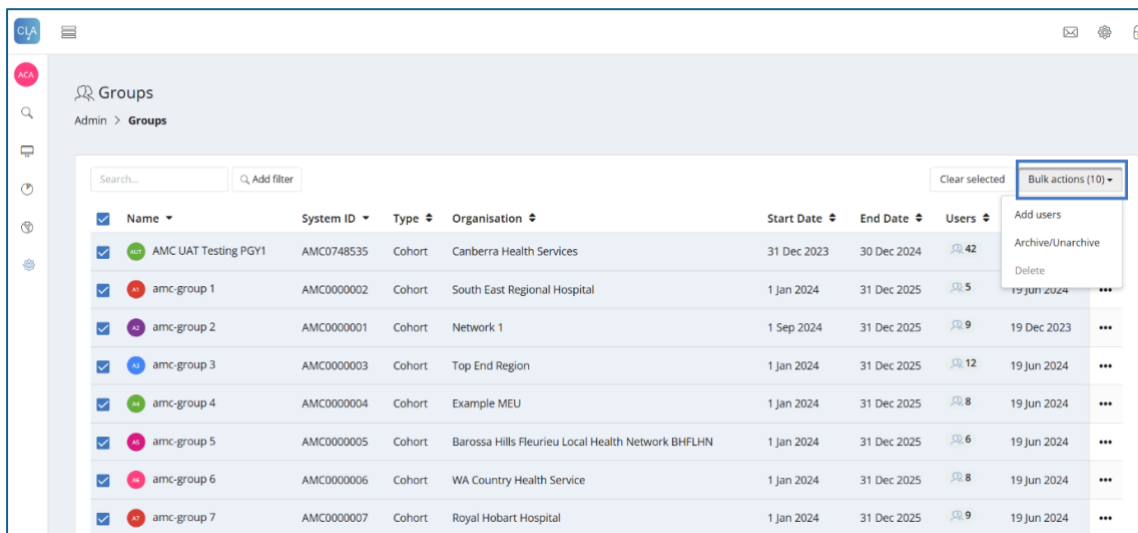 CLA
ACA
Groups
Admin > Groups
Search...
Add filter
Clear selected
Bulk actions (10)
Add users
Archive/Unarchive
Delete
Name System ID Type Organisation Start Date End Date Users
AUT AMC UAT Testing PGY1 AMC0748535 Cohort Canberra Health Services 31 Dec 2023 30 Dec 2024 42
A1 amc-group 1 AMC0000002 Cohort South East Regional Hospital 1 Jan 2024 31 Dec 2025 5 19 Jun 2024
A2 amc-group 2 AMC0000001 Cohort Network 1 1 Sep 2024 31 Dec 2025 9 19 Dec 2023
A3 amc-group 3 AMC0000003 Cohort Top End Region 1 Jan 2024 31 Dec 2025 12 19 Jun 2024
A4 amc-group 4 AMC0000004 Cohort Example MEU 1 Jan 2024 31 Dec 2025 8 19 Jun 2024
A5 amc-group 5 AMC0000005 Cohort Barossa Hills Fleurieu Local Health Network BHFLHN 1 Jan 2024 31 Dec 2025 6 19 Jun 2024
A6 amc-group 6 AMC0000006 Cohort WA Country Health Service 1 Jan 2024 31 Dec 2025 8 19 Jun 2024
A7 amc-group 7 AMC0000007 Cohort Royal Hobart Hospital 1 Jan 2024 31 Dec 2025 9 19 Jun 2024